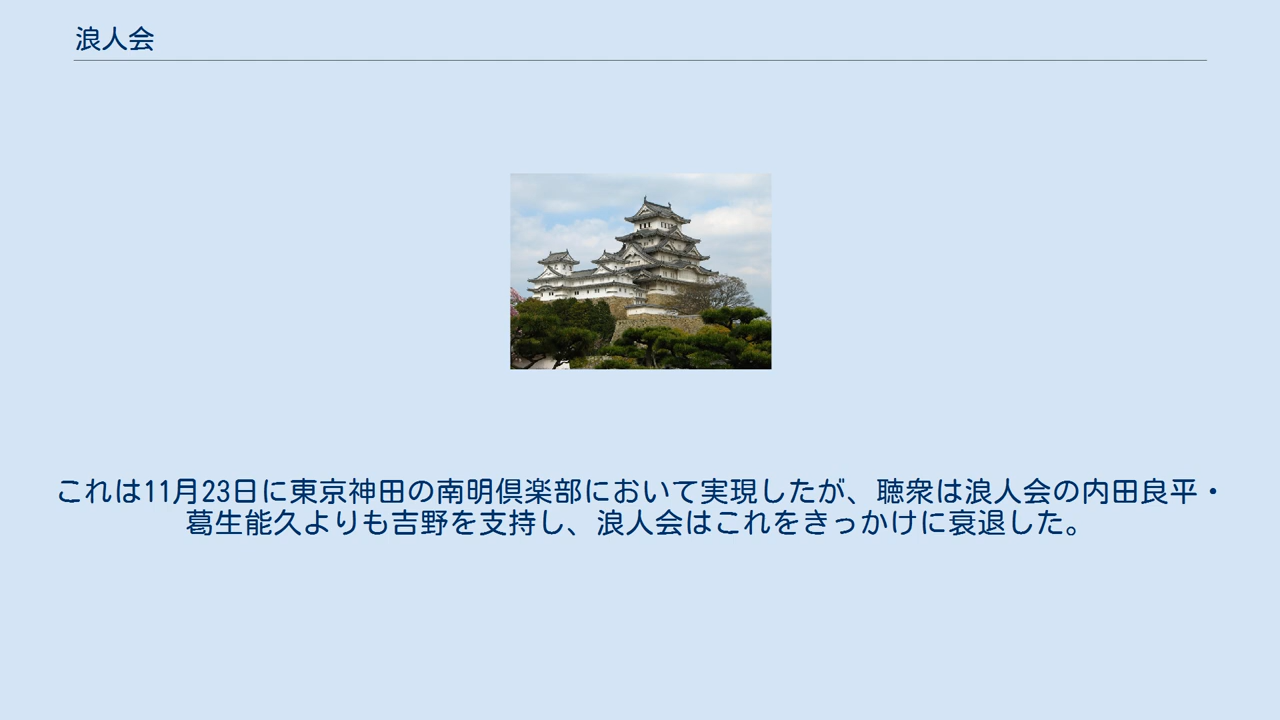 浪人会
これは11月23日に東京神田の南明倶楽部において実現したが、聴衆は浪人会の内田良平・
葛生能久よりも吉野を支持し、浪人会はこれをきっかけに衰退した。